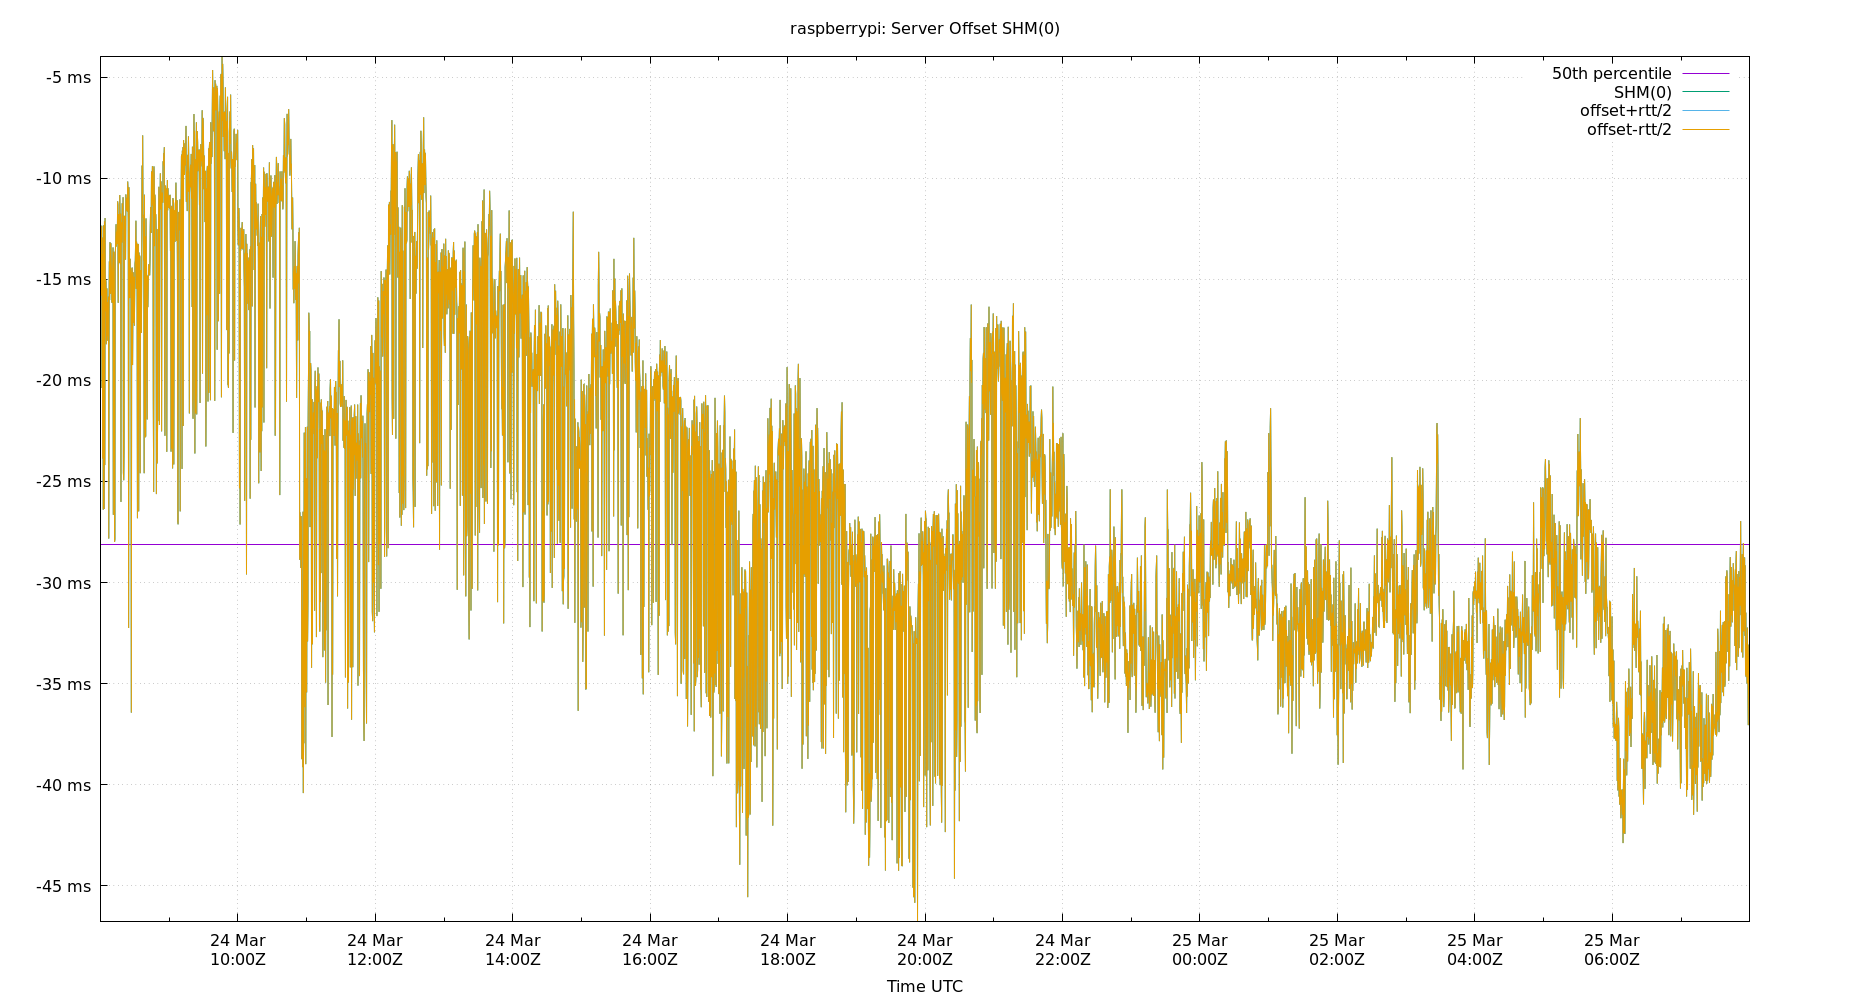 raspberrypi: Server Offset SHM(0)
50th percentile
SHM(0)
offset+rtt/2
offset-rtt/2
-5 ms
-10 ms
-15 ms
-20 ms
-25 ms
-30 ms
-35 ms
-40 ms
-45 ms
24 Mar 24 Mar 24 Mar 24 Mar 24 Mar 24 Mar 24 Mar 25 Mar 25 Mar 25 Mar 25 Mar
10:00Z 12:00Z 14:00Z 16:00Z 18:00Z 20:00Z 22:00Z 00:00Z 02:00Z 04:00Z 06:00Z
Time UTC